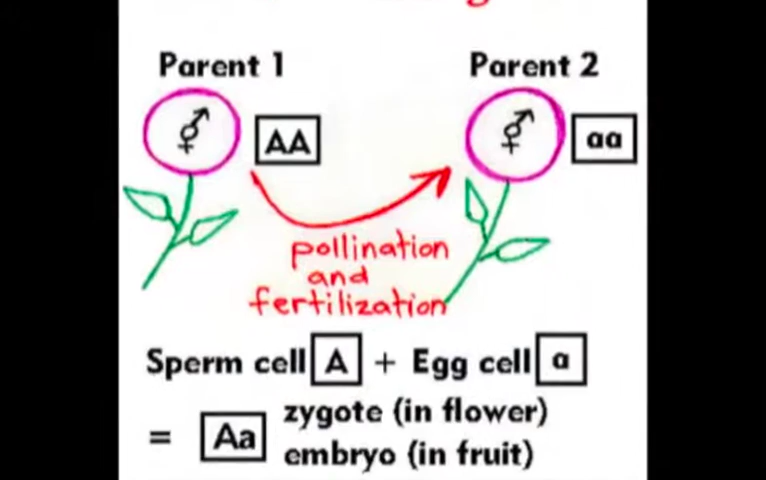 Parent 1 Parent 2
AA aa
pollination
and
fertilization
Sperm cell A + Egg cell a
= Aa zygote (in flower)
embryo (in fruit)